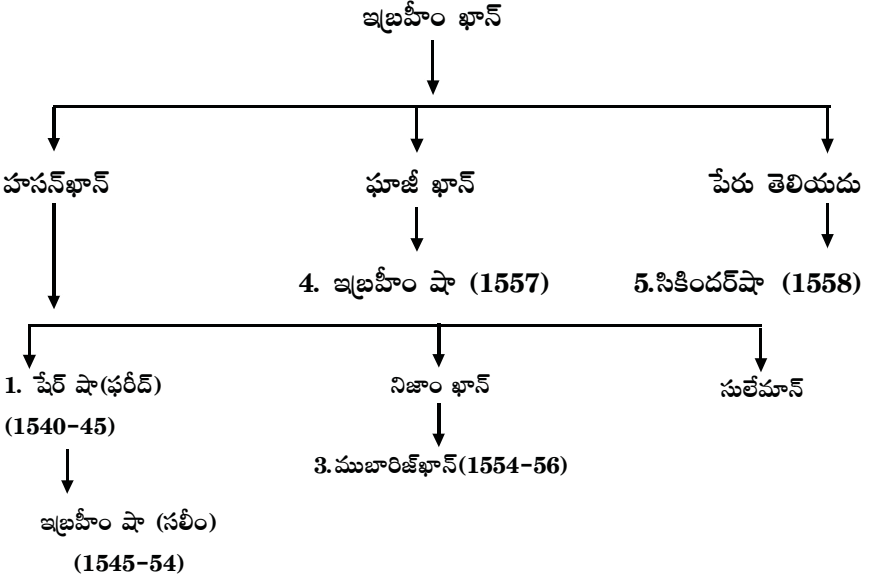 ఇబ్రహీం ఖాన్
హసన్‌ఖాన్ ఘాజీ ఖాన్ పేరు తెలియదు
4. ఇబ్రహీం షా (1557) 5.సికిందర్‌షా (1558)
1. షేర్ షా(ఫరీద్) నిజాం ఖాన్ సులేమాన్
(1540-45)
3.ముబారిజ్‌ఖాన్(1554-56)
ఇబ్రహీం షా (సలీం)
(1545-54)